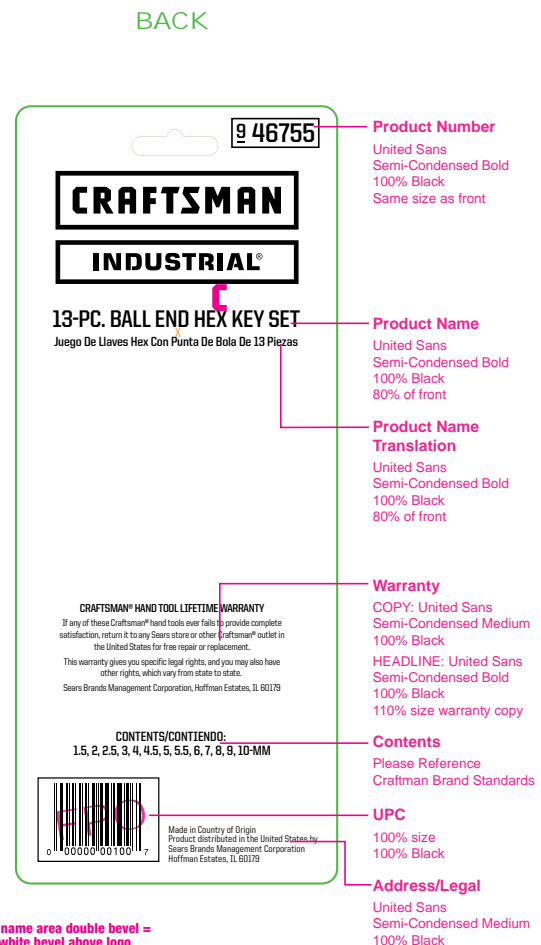 BACK
9 46755
CRAFTSMAN
INDUSTRIAL®
C
13-PC. BALL END HEX KEY SET
X
Juego De Llaves Hex Con Punta De Bola De 13 Piezas
CRAFTSMAN® HAND TOOL LIFETIME WARRANTY
If any of these Craftsman® hand tools ever fails to provide complete
satisfaction, return it to any Sears store or other Craftsman® outlet in
the United States for free repair or replacement.
This warranty gives you specific legal rights, and you may also have
other rights, which vary from state to state.
Sears Brands Management Corporation, Hoffman Estates, IL 60179
CONTENTS/CONTIENDO:
1.5, 2, 2.5, 3, 4, 4.5, 5, 5.5, 6, 7, 8, 9, 10-MM
FPO
0 00000 00100 7
Made in Country of Origin
Product distributed in the United States by
Sears Brands Management Corporation
Hoffman Estates, IL 60179
Product Number
United Sans
Semi-Condensed Bold
100% Black
Same size as front
Product Name
United Sans
Semi-Condensed Bold
100% Black
80% of front
Product Name
Translation
United Sans
Semi-Condensed Bold
100% Black
80% of front
Warranty
COPY: United Sans
Semi-Condensed Medium
100% Black
HEADLINE: United Sans
Semi-Condensed Bold
100% Black
110% size warranty copy
Contents
Please Reference
Craftman Brand Standards
UPC
100% size
100% Black
Address/Legal
United Sans
Semi-Condensed Medium
100% Black
name area double bevel =
white bevel above logo